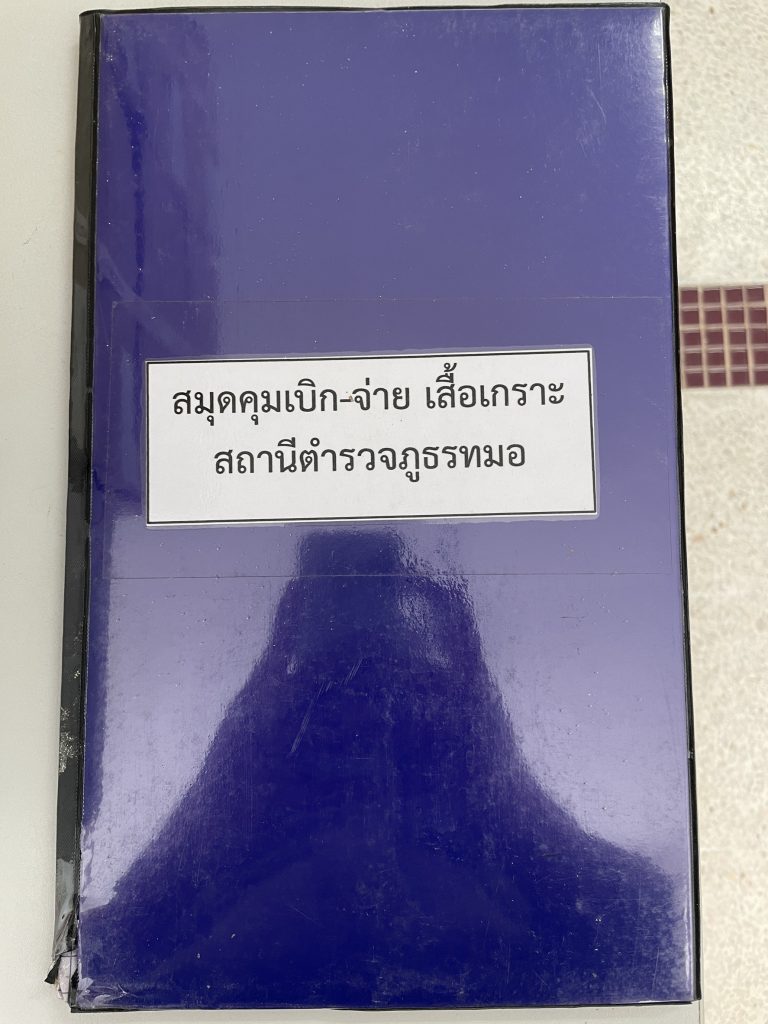 สมุดคุมเบิก-จ่าย เสื้อเกราะ
สถานีตำรวจภูธรทมอ